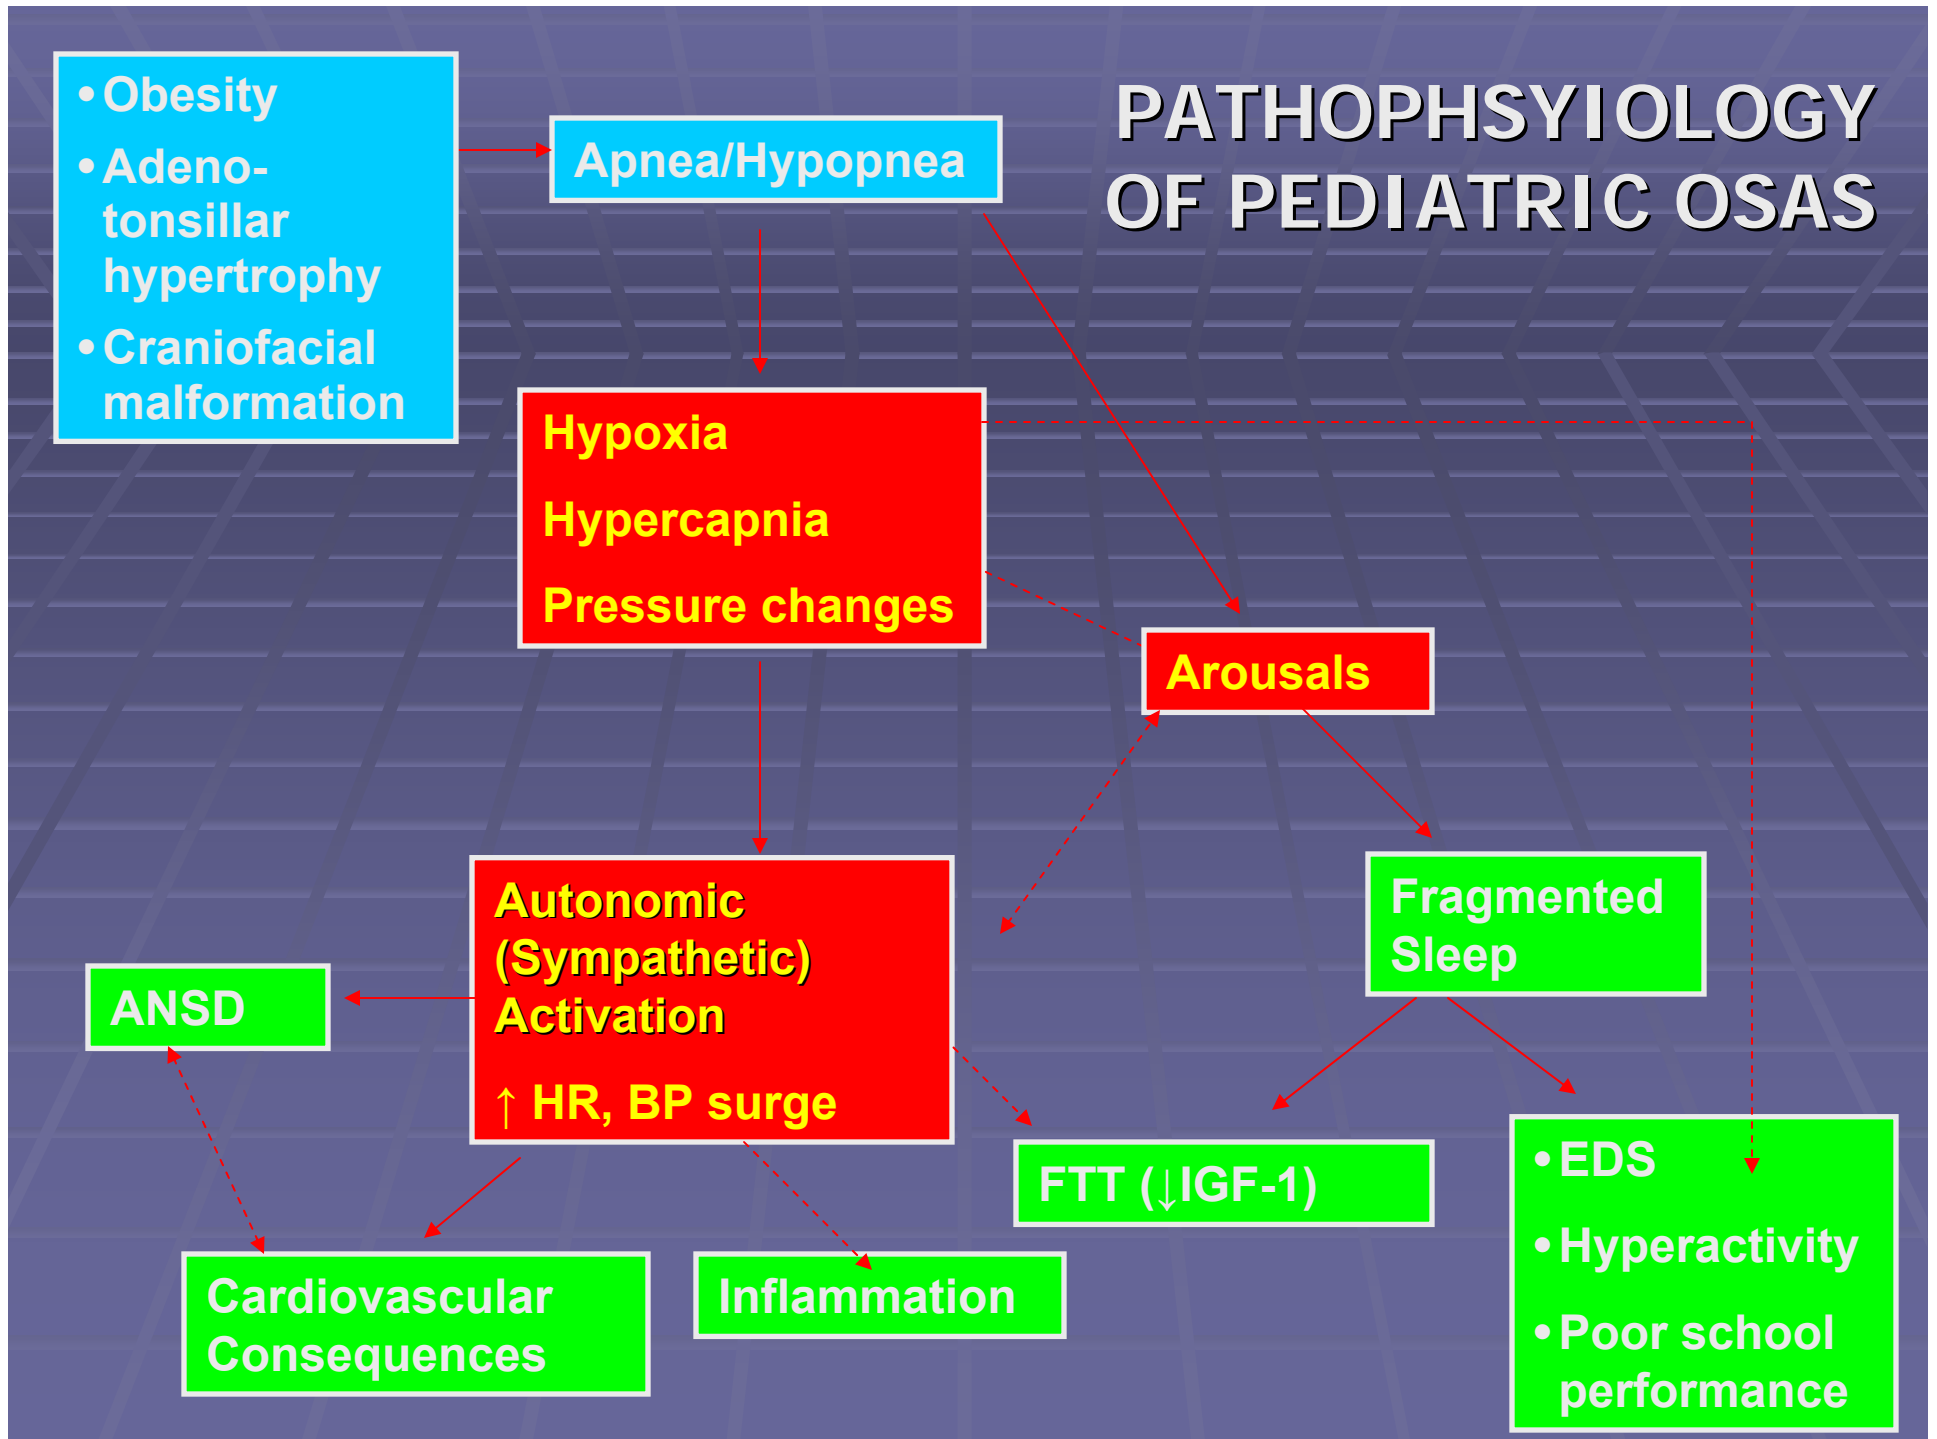 PATHOPHSYIOLOGY
OF PEDIATRIC OSAS
• Obesity
• Adeno-
tonsillar
hypertrophy
• Craniofacial
malformation
Apnea/Hypopnea
Hypoxia
Hypercapnia
Pressure changes
Arousals
Autonomic
(Sympathetic)
Activation
↑ HR, BP surge
Fragmented
Sleep
ANSD
FTT (↓IGF-1)
• EDS
• Hyperactivity
• Poor school
performance
Cardiovascular
Consequences
Inflammation